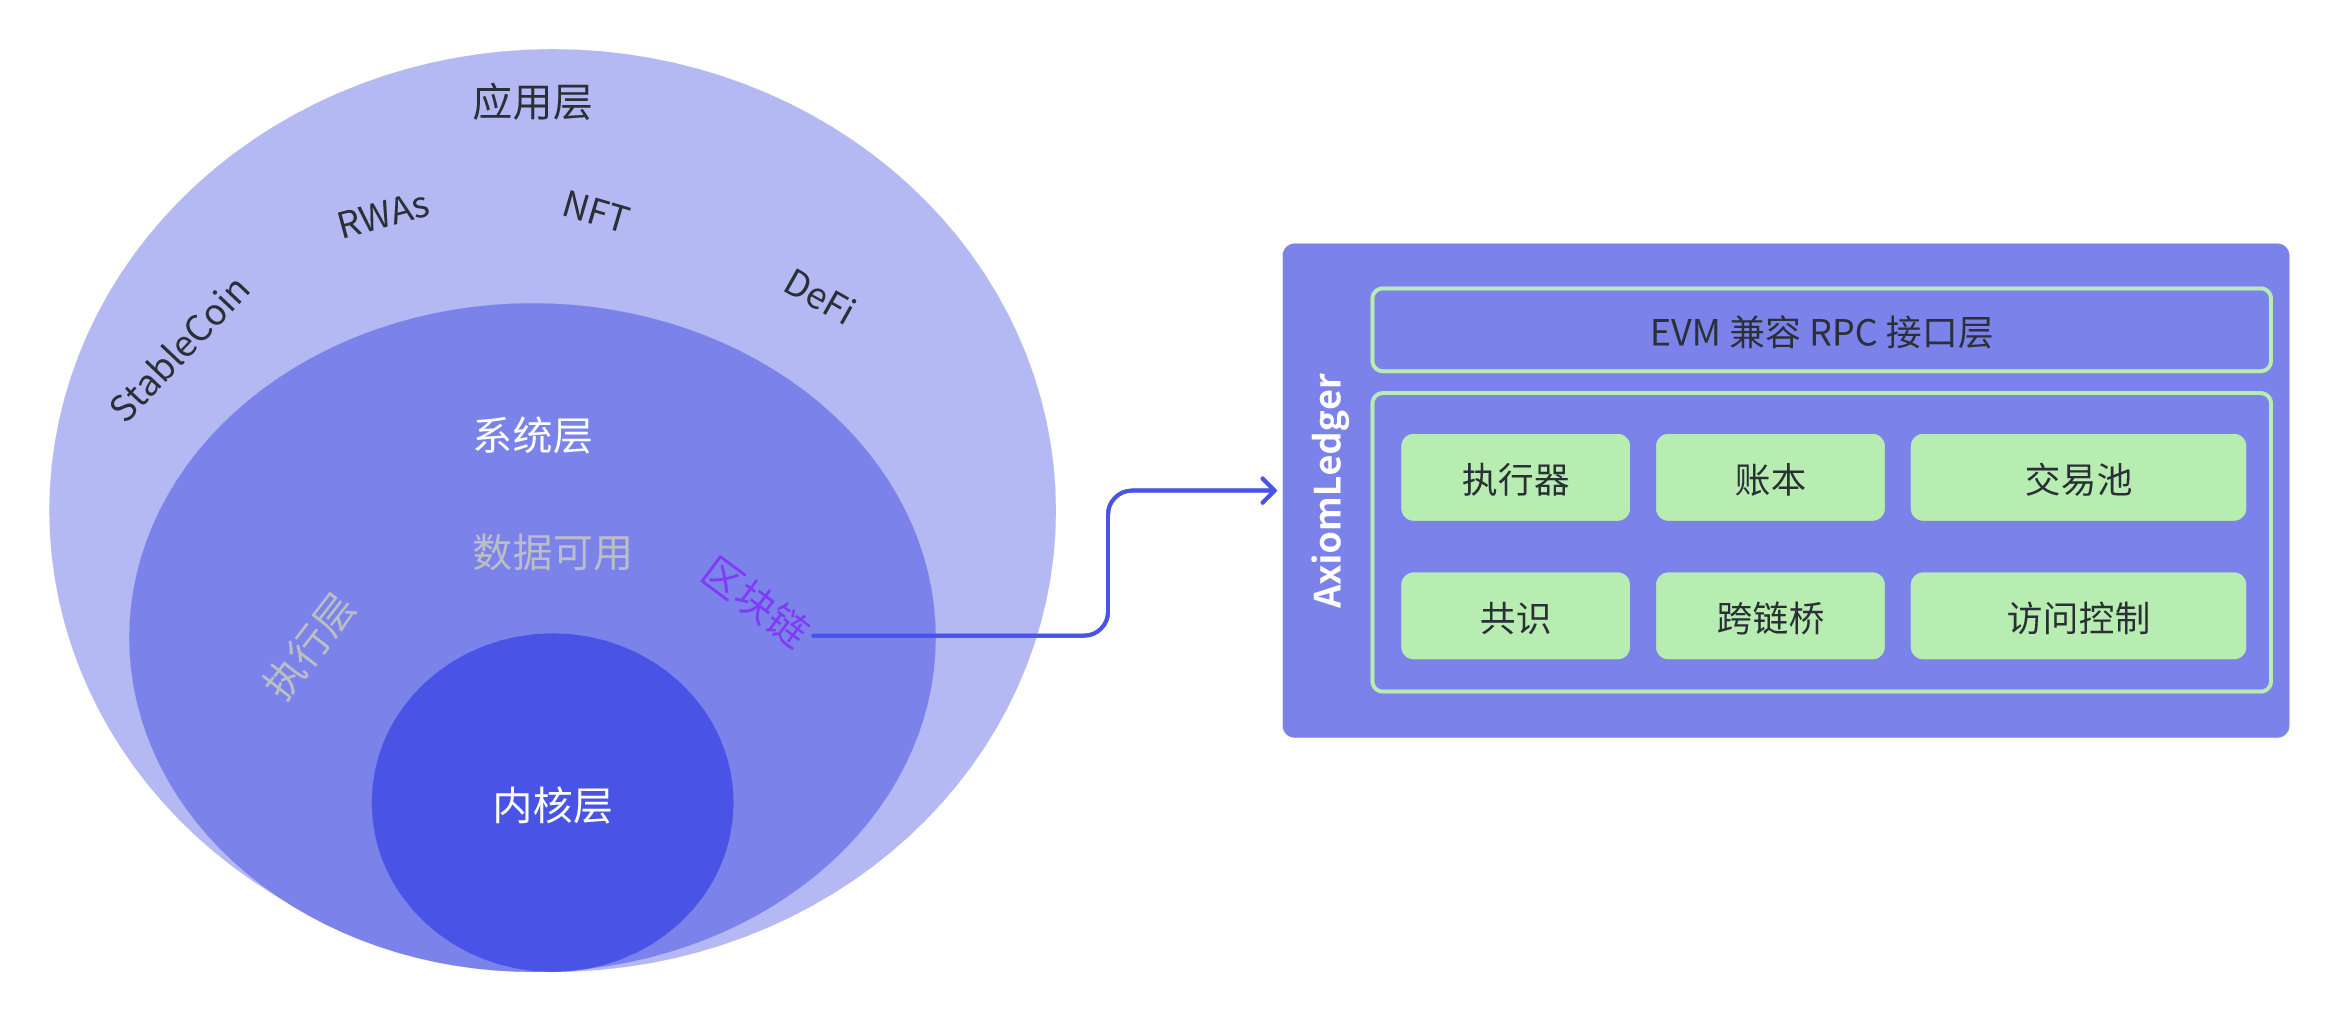 应用层
RWAs
NFT
StableCoin
DeFi
系统层
数据可用
执行层
区块链
内核层
AxiomLedger
EVM 兼容 RPC 接口层
执行器
账本
交易池
共识
跨链桥
访问控制